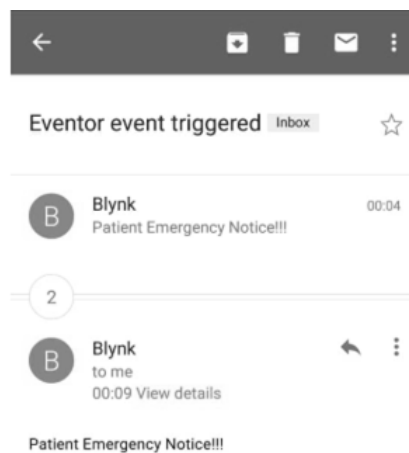 Eventor event triggered Inbox
Blynk 00:04
Patient Emergency Notice!!!
2
B Blynk
to me
00:09 View details
Patient Emergency Notice!!!